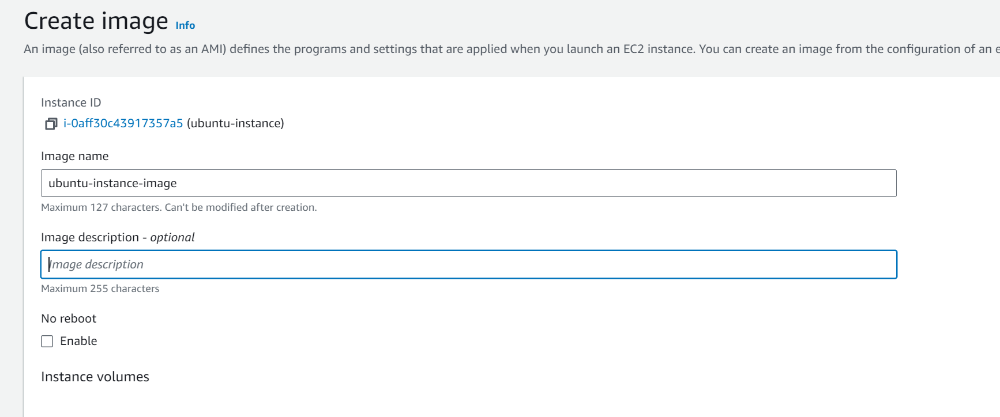 Create image Info
An image (also referred to as an AMI) defines the programs and settings that are applied when you launch an EC2 instance. You can create an image from the configuration of an e
Instance ID
i-0aff30c43917357a5 (ubuntu-instance)
Image name
ubuntu-instance-image
Maximum 127 characters. Can't be modified after creation.
Image description - optional
Image description
Maximum 255 characters
No reboot
Enable
Instance volumes